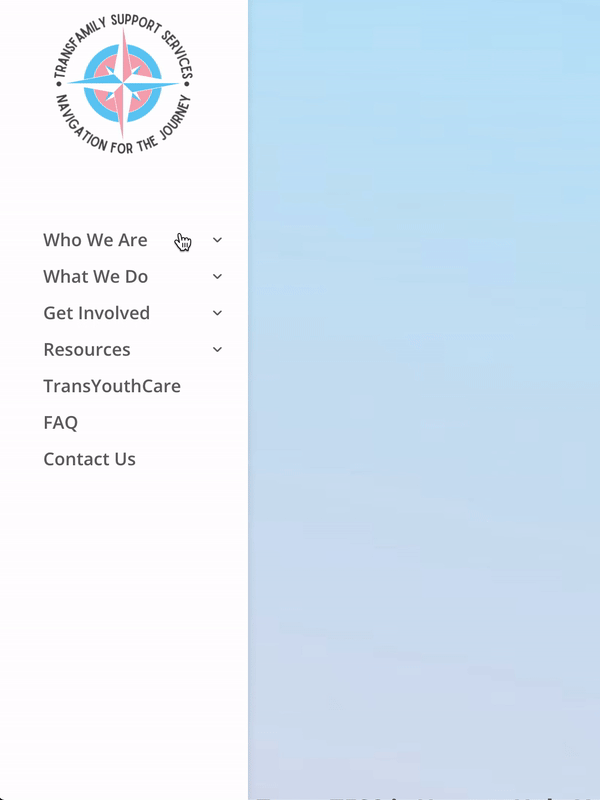 TRANSFAMILY SUPPORT SERVICES
NAVIGATION FOR THE JOURNEY
Who We Are
What We Do
Get Involved
Resources
TransYouthCare
FAQ
Contact Us